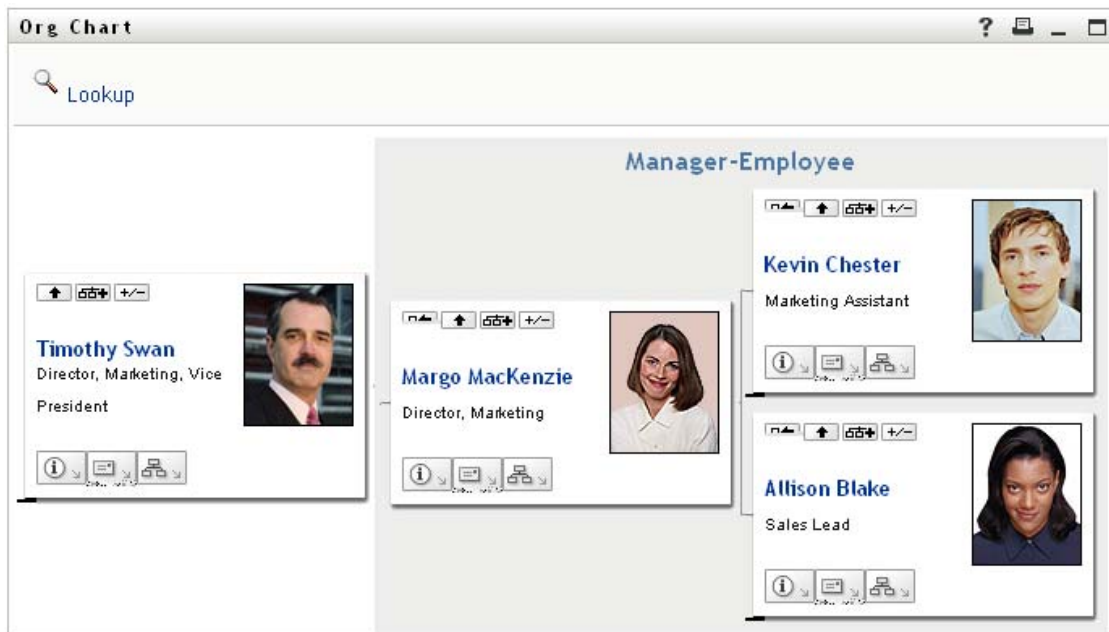 Org Chart
?
Lookup
Manager-Employee
+/-
Timothy Swan
Director, Marketing, Vice
President
+/-
Margo MacKenzie
Director, Marketing
+/-
Kevin Chester
Marketing Assistant
+/-
Allison Blake
Sales Lead